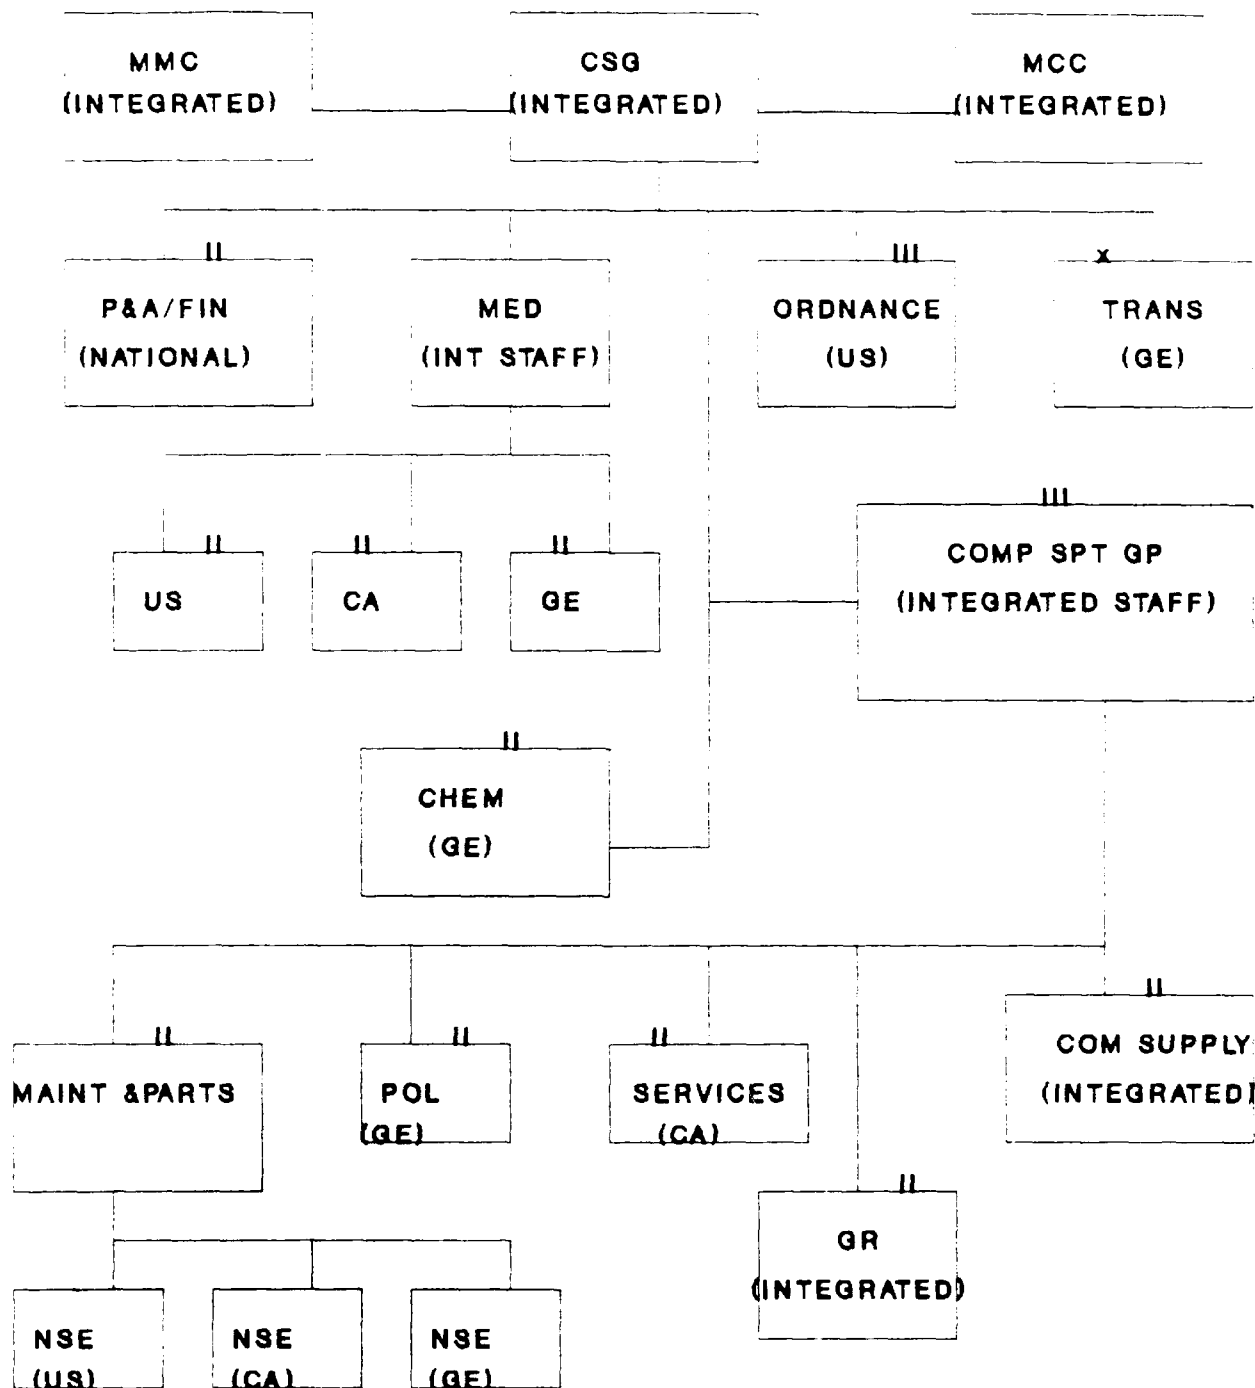 MMC
(INTEGRATED)
CSG
(INTEGRATED)
MCC
(INTEGRATED)
II
P&A/FIN
(NATIONAL)
MED
(INT STAFF)
III
ORDNANCE
(US)
X
TRANS
(GE)
II
US
II
CA
II
GE
III
COMP SPT GP
(INTEGRATED STAFF)
II
CHEM
(GE)
II
MAINT &PARTS
II
POL
(GE)
II
SERVICES
(CA)
II
COM SUPPLY
(INTEGRATED)
II
GR
(INTEGRATED)
NSE
(US)
NSE
(CA)
NSE
(GE)